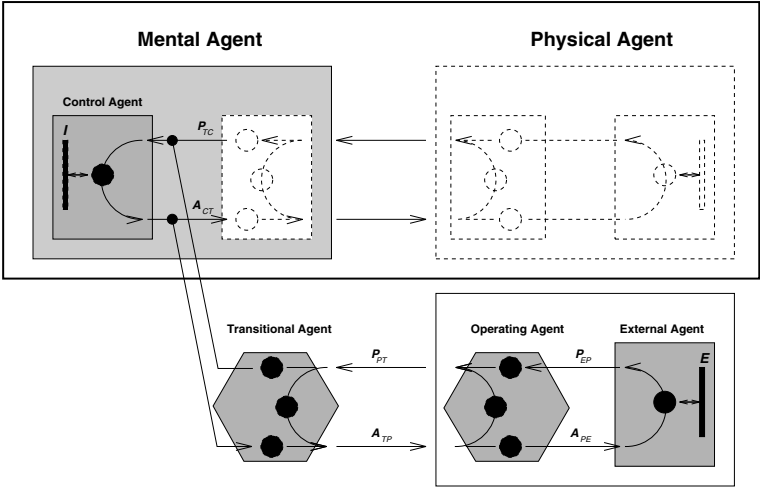 Mental Agent
Physical Agent
Control Agent
I
P_TC
A_CT
Transitional Agent
Operating Agent
External Agent
P_PT
P_EP
E
A_TP
A_PE